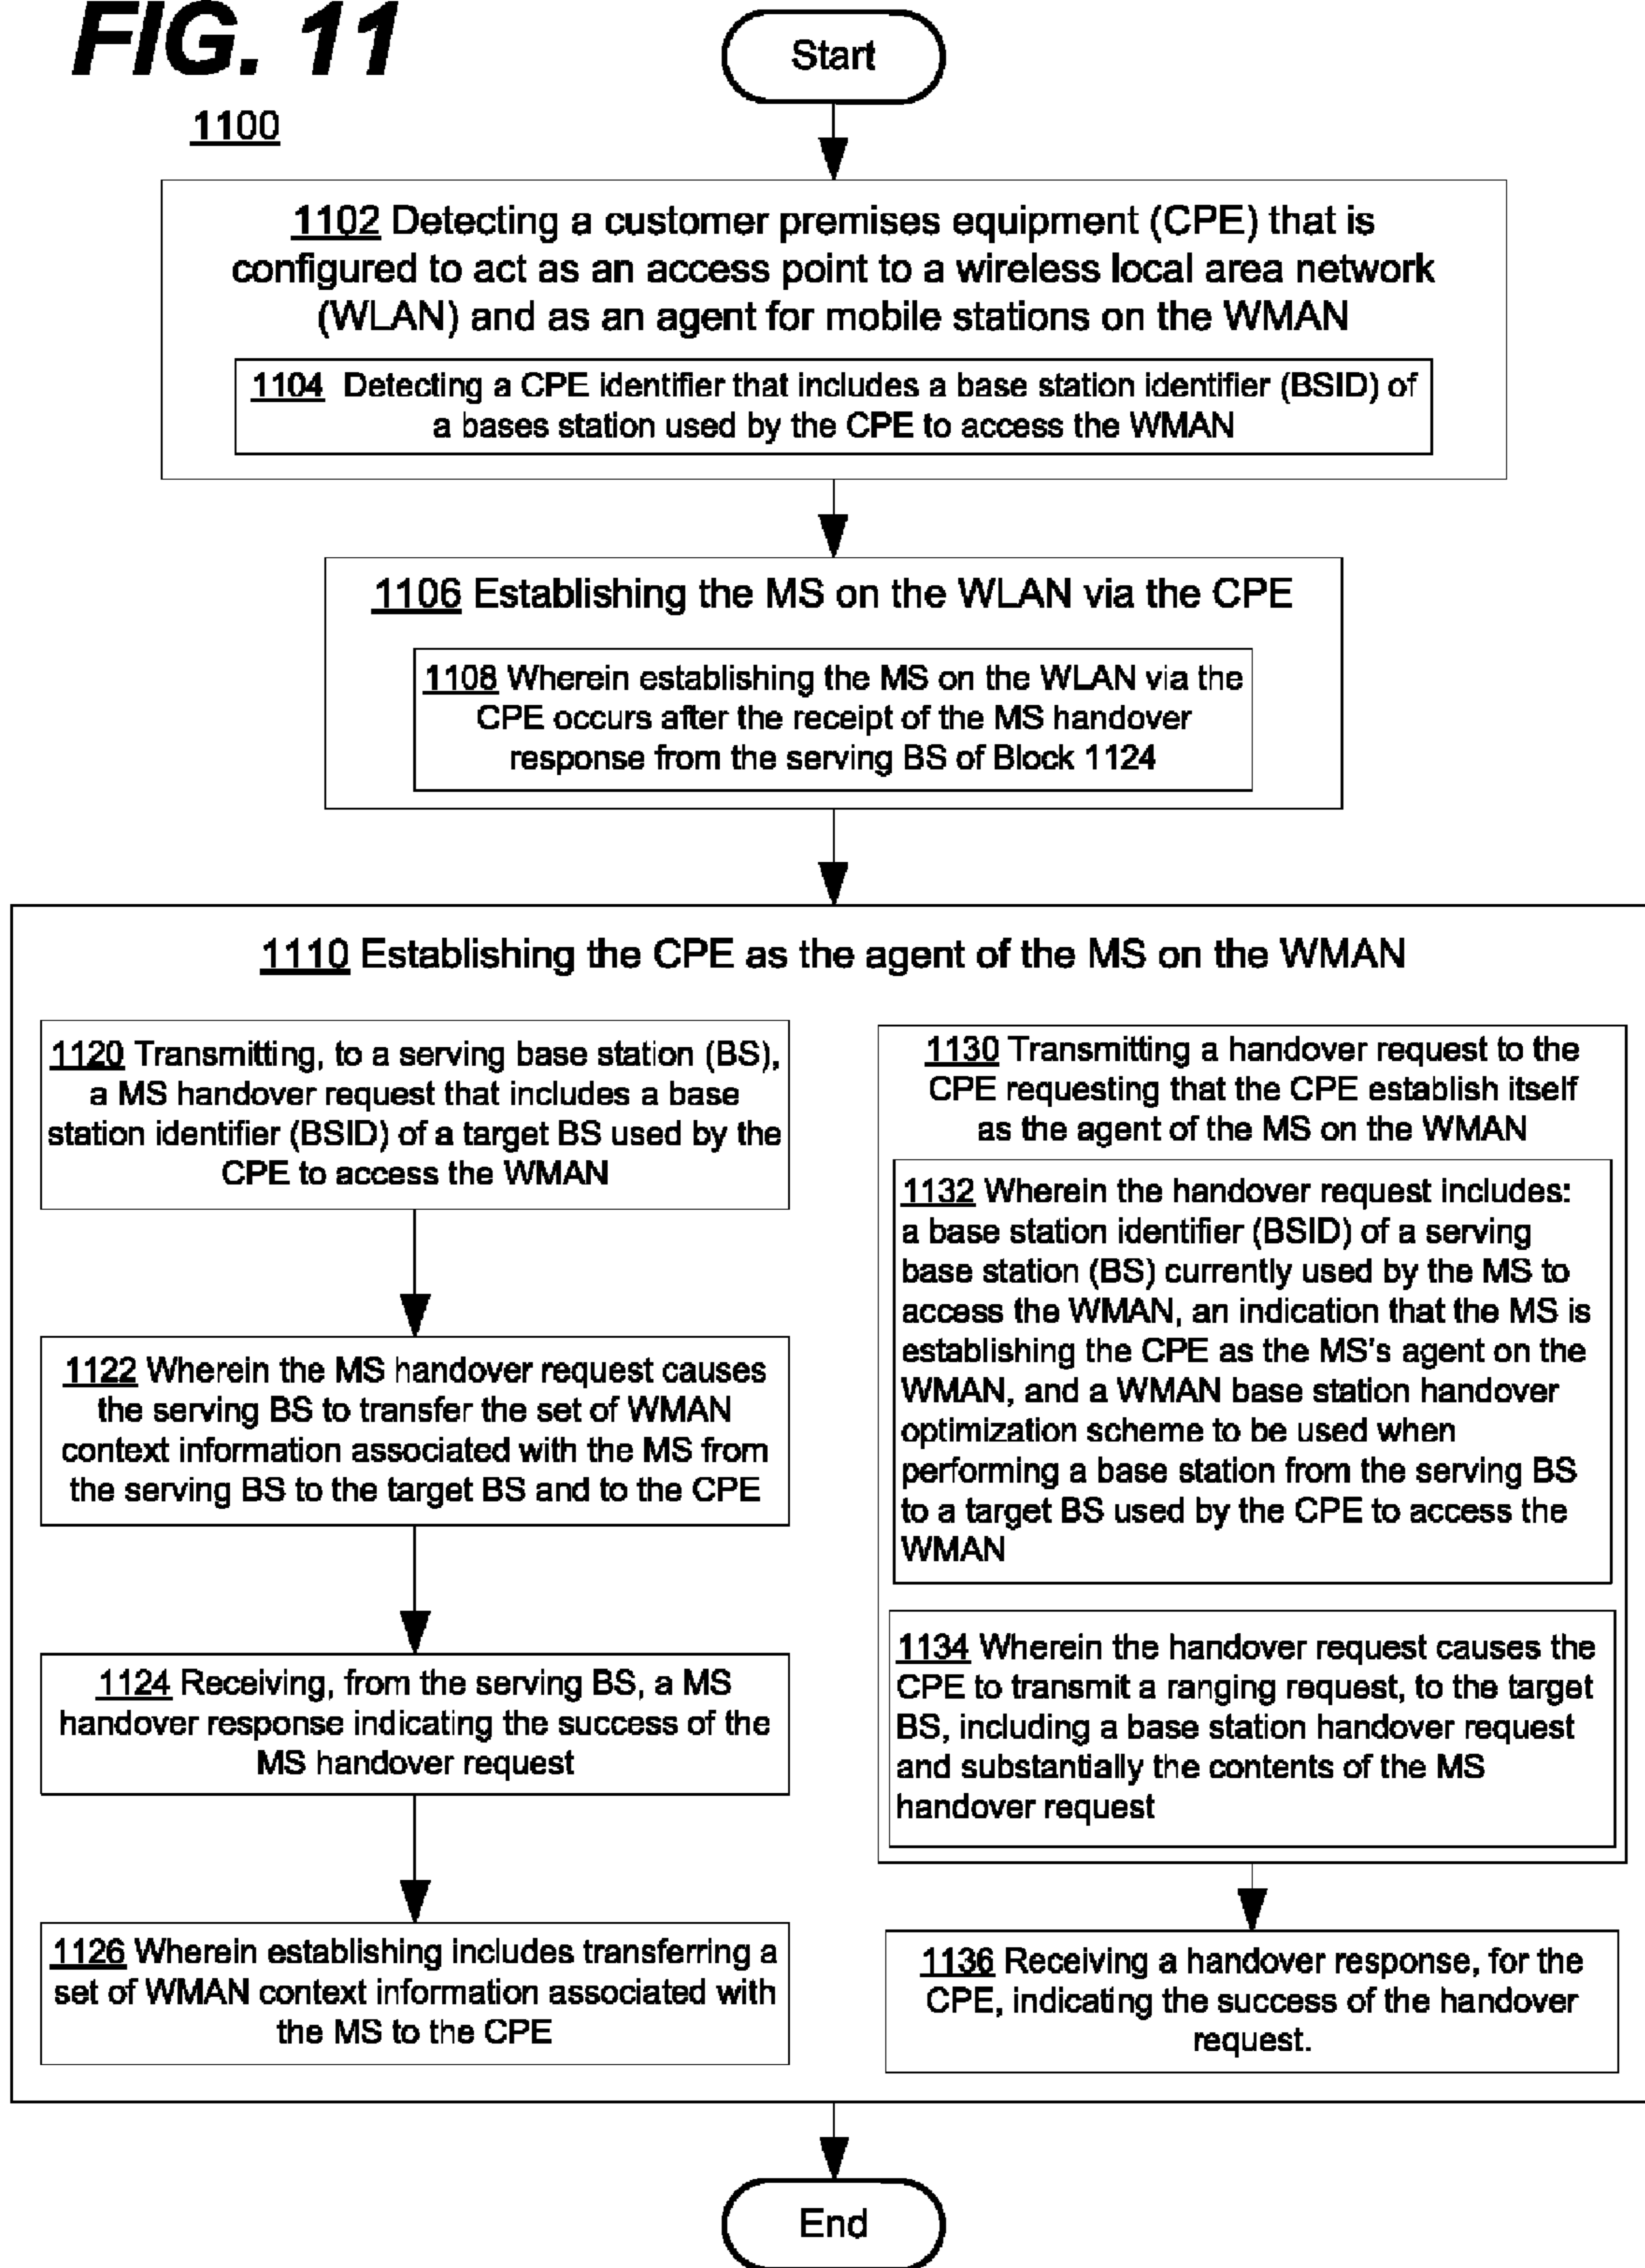 FIG. 11
1100
Start
1102 Detecting a customer premises equipment (CPE) that is
configured to act as an access point to a wireless local area network
(WLAN) and as an agent for mobile stations on the WMAN
1104 Detecting a CPE identifier that includes a base station identifier (BSID) of
a bases station used by the CPE to access the WMAN
1106 Establishing the MS on the WLAN via the CPE
1108 Wherein establishing the MS on the WLAN via the
CPE occurs after the receipt of the MS handover
response from the serving BS of Block 1124
1110 Establishing the CPE as the agent of the MS on the WMAN
1120 Transmitting, to a serving base station (BS),
a MS handover request that includes a base
station identifier (BSID) of a target BS used by the
CPE to access the WMAN
1122 Wherein the MS handover request causes
the serving BS to transfer the set of WMAN
context information associated with the MS from
the serving BS to the target BS and to the CPE
1124 Receiving, from the serving BS, a MS
handover response indicating the success of the
MS handover request
1126 Wherein establishing includes transferring a
set of WMAN context information associated with
the MS to the CPE
1130 Transmitting a handover request to the
CPE requesting that the CPE establish itself
as the agent of the MS on the WMAN
1132 Wherein the handover request includes:
a base station identifier (BSID) of a serving
base station (BS) currently used by the MS to
access the WMAN, an indication that the MS is
establishing the CPE as the MS's agent on the
WMAN, and a WMAN base station handover
optimization scheme to be used when
performing a base station from the serving BS
to a target BS used by the CPE to access the
WMAN
1134 Wherein the handover request causes the
CPE to transmit a ranging request, to the target
BS, including a base station handover request
and substantially the contents of the MS
handover request
1136 Receiving a handover response, for the
CPE, indicating the success of the handover
request.
End